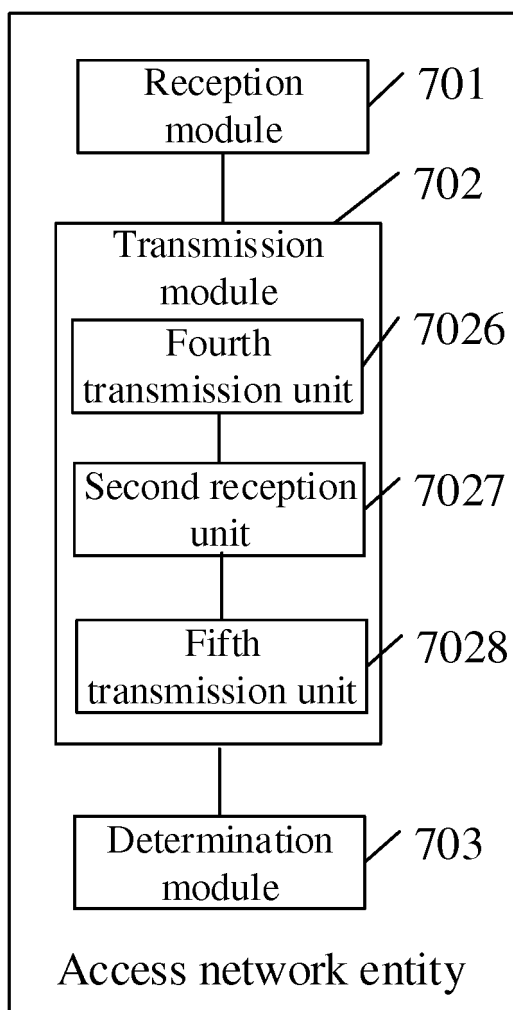 Reception
module
701
702
Transmission
module
Fourth
transmission unit
7026
Second reception
unit
7027
Fifth
transmission unit
7028
Determination
module
703
Access network entity